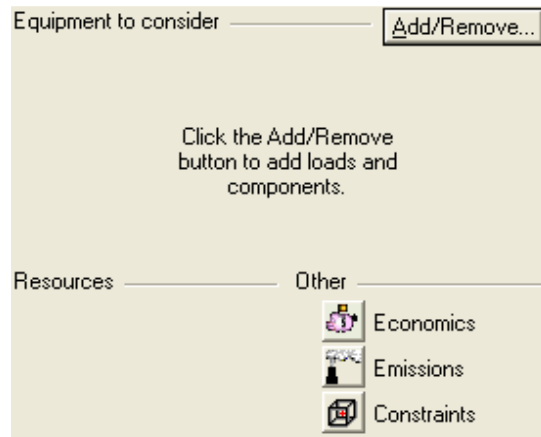 Equipment to consider
Add/Remove...
Click the Add/Remove
button to add loads and
components.
Resources
Other
Economics
Emissions
Constraints